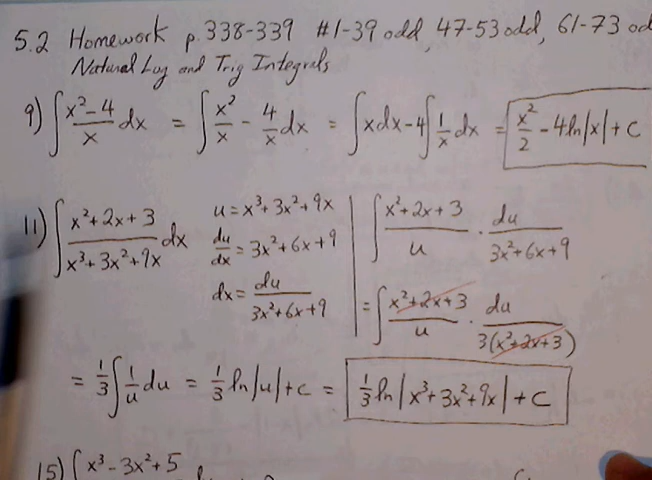 5.2 Homework p. 338-339 #1-39 odd, 47-53 odd, 61-73 od
Natural Log and Trig Integrals
9) ∫ (x²-4)/x dx = ∫ x²/x - 4/x dx = ∫ x dx - 4∫ 1/x dx = x²/2 - 4 ln|x| + C
11) ∫ (x²+2x+3)/(x³+3x²+9x) dx
u = x³+3x²+9x
du/dx = 3x²+6x+9
dx = du/(3x²+6x+9)
∫ (x²+2x+3)/u · du/(3x²+6x+9)
= ∫ (x²+2x+3)/u · du/(3(x²+2x+3))
= 1/3 ∫ 1/u du = 1/3 ln|u| + C = 1/3 ln|x³+3x²+9x| + C
15) ∫ x³-3x²+5